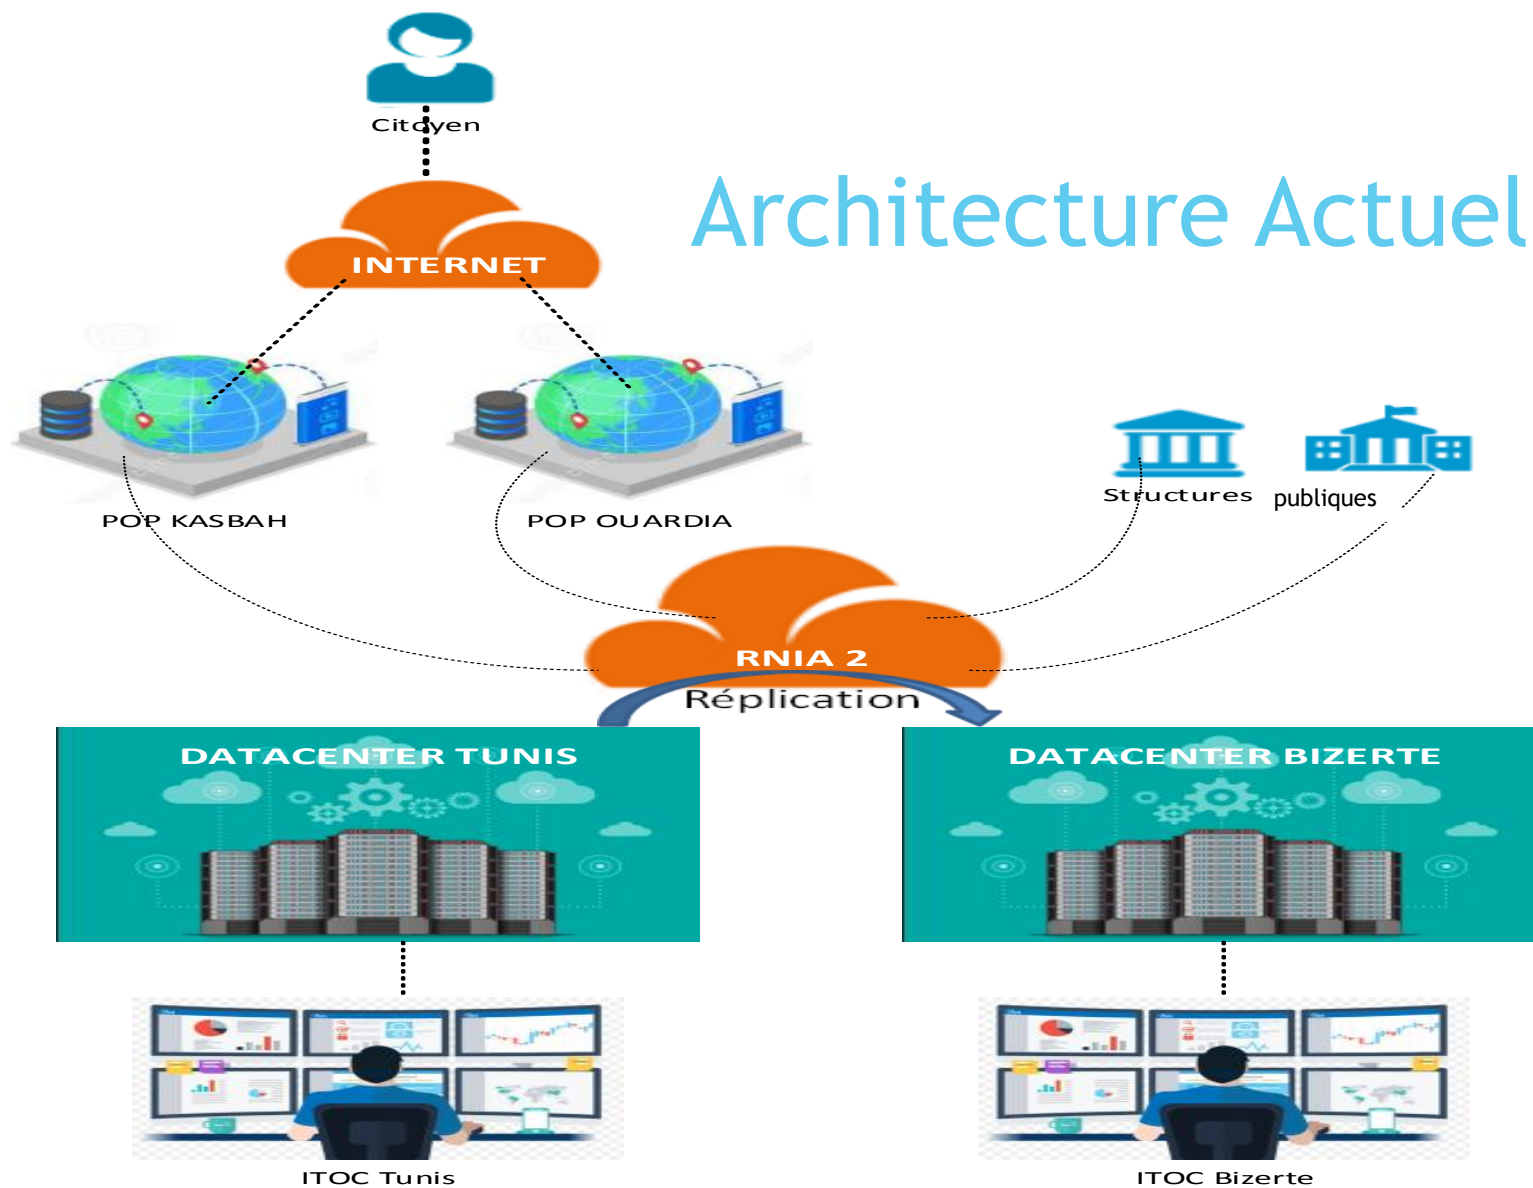 Citoyen
Architecture Actuel
INTERNET
Structures publiques
POP KASBAH
POP OUARDIA
RNIA 2
Réplication
DATACENTER TUNIS
DATACENTER BIZERTE
ITOC Tunis
ITOC Bizerte